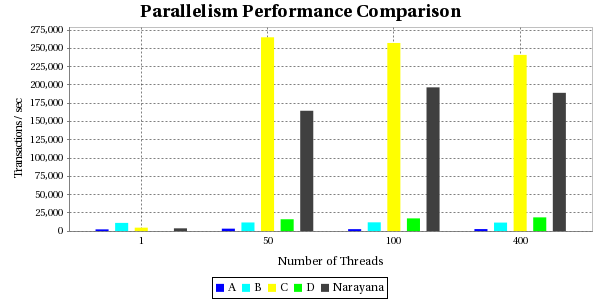 Parallelism Performance Comparison
275,000
250,000
225,000
200,000
175,000
150,000
125,000
100,000
75,000
50,000
25,000
0
Transactions / sec
1 50 100 400
Number of Threads
A B C D Narayana